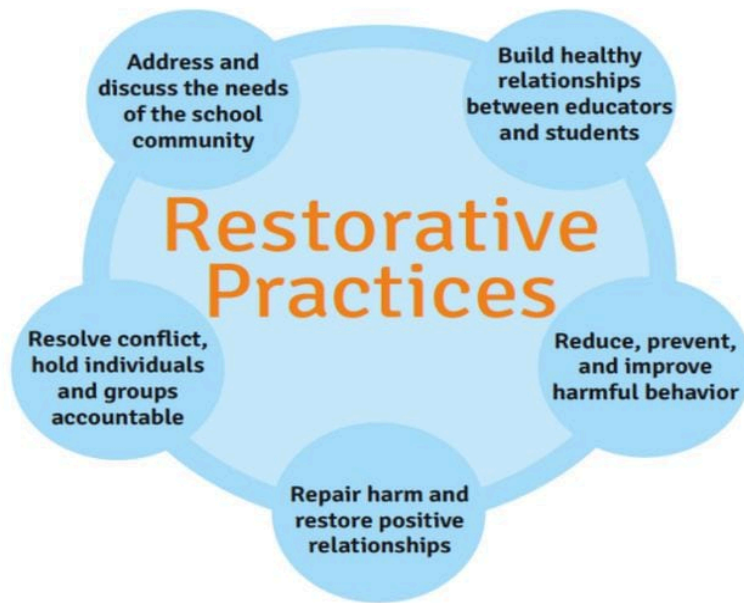 Address and
discuss the needs
of the school
community
Build healthy
relationships
between educators
and students
Restorative
Practices
Resolve conflict,
hold individuals
and groups
accountable
Reduce, prevent,
and improve
harmful behavior
Repair harm and
restore positive
relationships